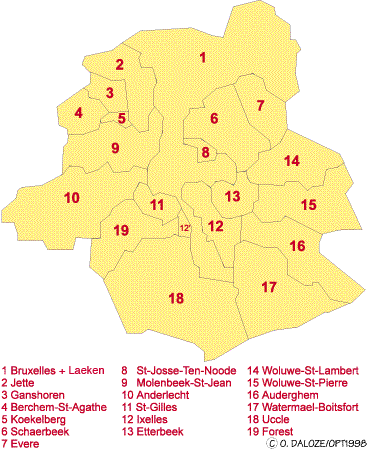 1
2
3
4
5
6
7
8
9
10
11
12
12'
13
14
15
16
17
18
19
1 Bruxelles + Laeken
2 Jette
3 Ganshoren
4 Berchem-St-Agathe
5 Koekelberg
6 Schaerbeek
7 Evere
8 St-Josse-Ten-Noode
9 Molenbeek-St-Jean
10 Anderlecht
11 St-Gilles
12 Ixelles
13 Etterbeek
14 Woluwe-St-Lambert
15 Woluwe-St-Pierre
16 Auderghem
17 Watermael-Boitsfort
18 Uccle
19 Forest
© O. DALOZE/OPT1998